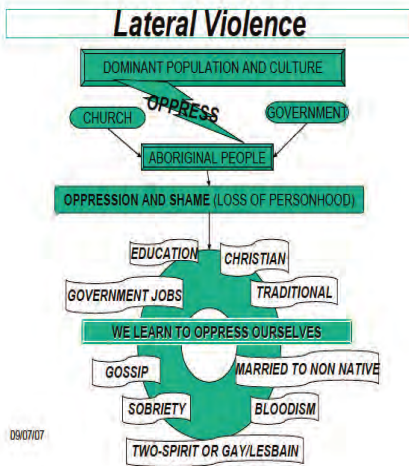 Lateral Violence
DOMINANT POPULATION AND CULTURE
OPPRESS
CHURCH
GOVERNMENT
ABORIGINAL PEOPLE
OPPRESSION AND SHAME (LOSS OF PERSONHOOD)
EDUCATION
CHRISTIAN
GOVERNMENT JOBS
TRADITIONAL
WE LEARN TO OPPRESS OURSELVES
GOSSIP
MARRIED TO NON NATIVE
SOBRIETY
BLOODISM
09/07/07
TWO-SPIRIT OR GAY/LESBAIN